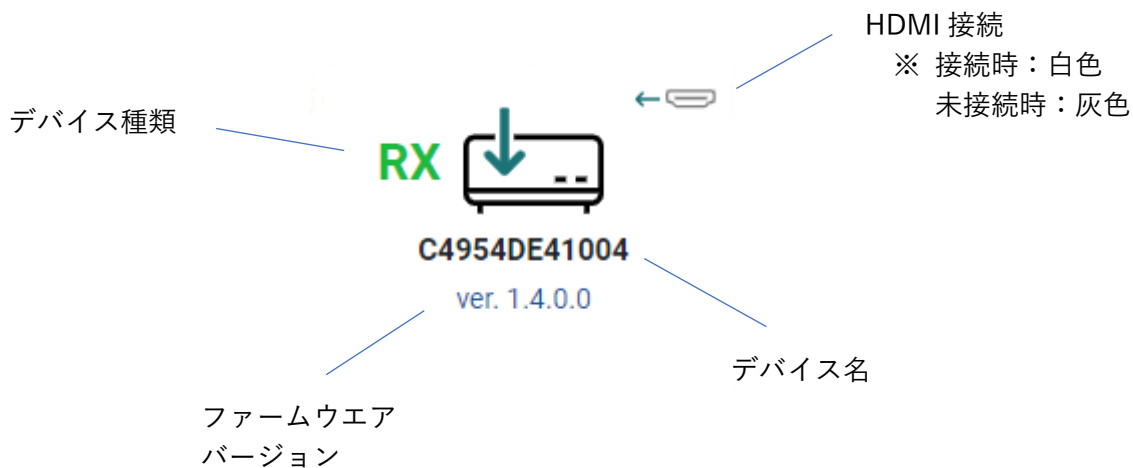 HDMI 接続
※ 接続時：白色
未接続時：灰色
デバイス種類
RX
C4954DE41004
ver. 1.4.0.0
デバイス名
ファームウエア
バージョン